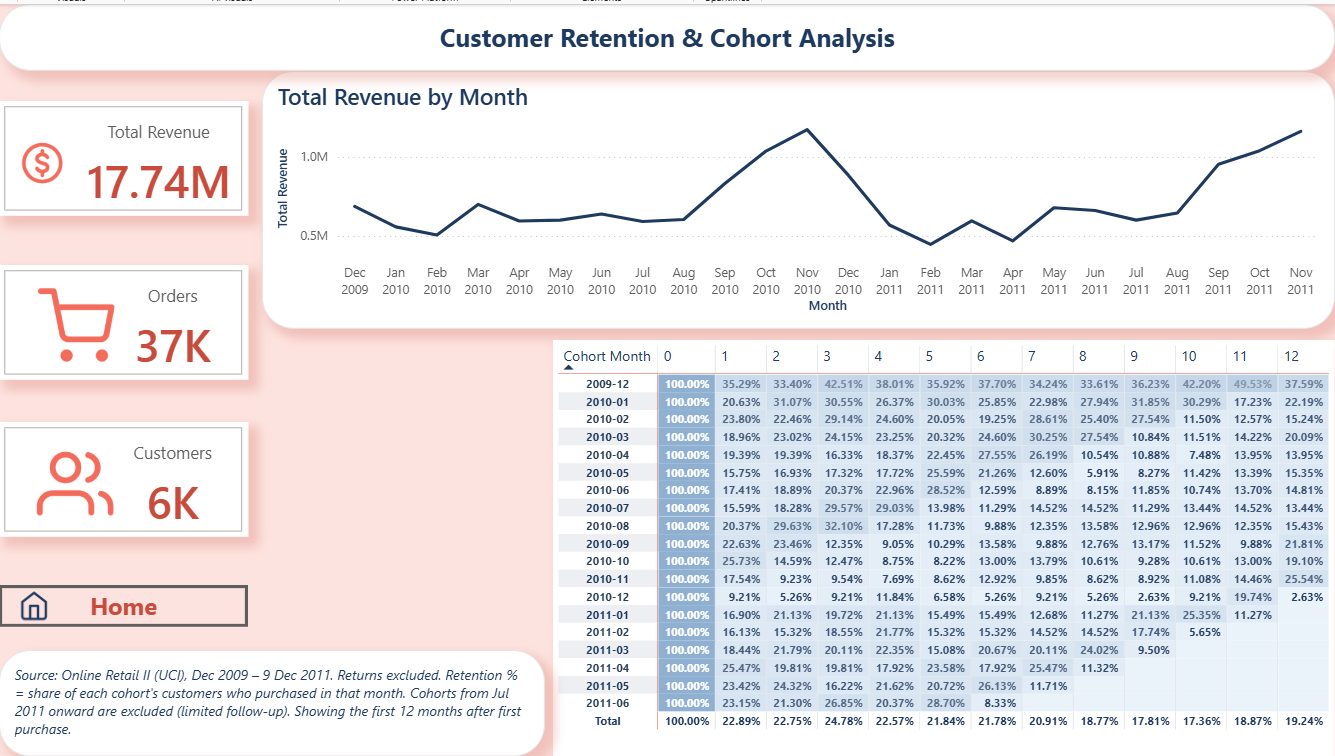 Customer Retention & Cohort Analysis
Total Revenue
17.74M
Orders
37K
Customers
6K
Home
Source: Online Retail II (UCI), Dec 2009 – 9 Dec 2011. Returns excluded. Retention %
= share of each cohort's customers who purchased in that month. Cohorts from Jul
2011 onward are excluded (limited follow-up). Showing the first 12 months after first
purchase.
Total Revenue by Month
Total Revenue
1.0M
0.5M
Dec Jan Feb Mar Apr May Jun Jul Aug Sep Oct Nov Dec Jan Feb Mar Apr May Jun Jul Aug Sep Oct Nov
2009 2010 2010 2010 2010 2010 2010 2010 2010 2010 2010 2010 2010 2011 2011 2011 2011 2011 2011 2011 2011 2011 2011 2011
Month
Cohort Month 0 1 2 3 4 5 6 7 8 9 10 11 12
2009-12 100.00% 35.29% 33.40% 42.51% 38.01% 35.92% 37.70% 34.24% 33.61% 36.23% 42.20% 49.53% 37.59%
2010-01 100.00% 20.63% 31.07% 30.55% 26.37% 30.03% 25.85% 22.98% 27.94% 31.85% 30.29% 17.23% 22.19%
2010-02 100.00% 23.80% 22.46% 29.14% 24.60% 20.05% 19.25% 28.61% 25.40% 27.54% 11.50% 12.57% 15.24%
2010-03 100.00% 18.96% 23.02% 24.15% 23.25% 20.32% 24.60% 30.25% 27.54% 10.84% 11.51% 14.22% 20.09%
2010-04 100.00% 19.39% 19.39% 16.33% 18.37% 22.45% 27.55% 26.19% 10.54% 10.88% 7.48% 13.95% 13.95%
2010-05 100.00% 15.75% 16.93% 17.32% 17.72% 25.59% 21.26% 12.60% 5.91% 8.27% 11.42% 13.39% 15.35%
2010-06 100.00% 17.41% 18.89% 20.37% 22.96% 28.52% 12.59% 8.89% 8.15% 11.85% 10.74% 13.70% 14.81%
2010-07 100.00% 15.59% 18.28% 29.57% 29.03% 13.98% 11.29% 14.52% 14.52% 11.29% 13.44% 14.52% 13.44%
2010-08 100.00% 20.37% 29.63% 32.10% 17.28% 11.73% 9.88% 12.35% 13.58% 12.96% 12.96% 12.35% 15.43%
2010-09 100.00% 22.63% 23.46% 12.35% 9.05% 10.29% 13.58% 9.88% 12.76% 13.17% 11.52% 9.88% 21.81%
2010-10 100.00% 25.73% 14.59% 12.47% 8.75% 8.22% 13.00% 13.79% 10.61% 9.28% 10.61% 13.00% 19.10%
2010-11 100.00% 17.54% 9.23% 9.54% 7.69% 8.62% 12.92% 9.85% 8.62% 8.92% 11.08% 14.46% 25.54%
2010-12 100.00% 9.21% 5.26% 9.21% 11.84% 6.58% 5.26% 9.21% 5.26% 2.63% 9.21% 19.74% 2.63%
2011-01 100.00% 16.90% 21.13% 19.72% 21.13% 15.49% 15.49% 12.68% 11.27% 21.13% 25.35% 11.27%
2011-02 100.00% 16.13% 15.32% 18.55% 21.77% 15.32% 15.32% 14.52% 14.52% 17.74% 5.65%
2011-03 100.00% 18.44% 21.79% 20.11% 22.35% 15.08% 20.67% 20.11% 24.02% 9.50%
2011-04 100.00% 25.47% 19.81% 19.81% 17.92% 23.58% 17.92% 25.47% 11.32%
2011-05 100.00% 23.42% 24.32% 16.22% 21.62% 20.72% 26.13% 11.71%
2011-06 100.00% 23.15% 21.30% 26.85% 20.37% 28.70% 8.33%
Total 100.00% 22.89% 22.75% 24.78% 22.57% 21.84% 21.78% 20.91% 18.77% 17.81% 17.36% 18.87% 19.24%